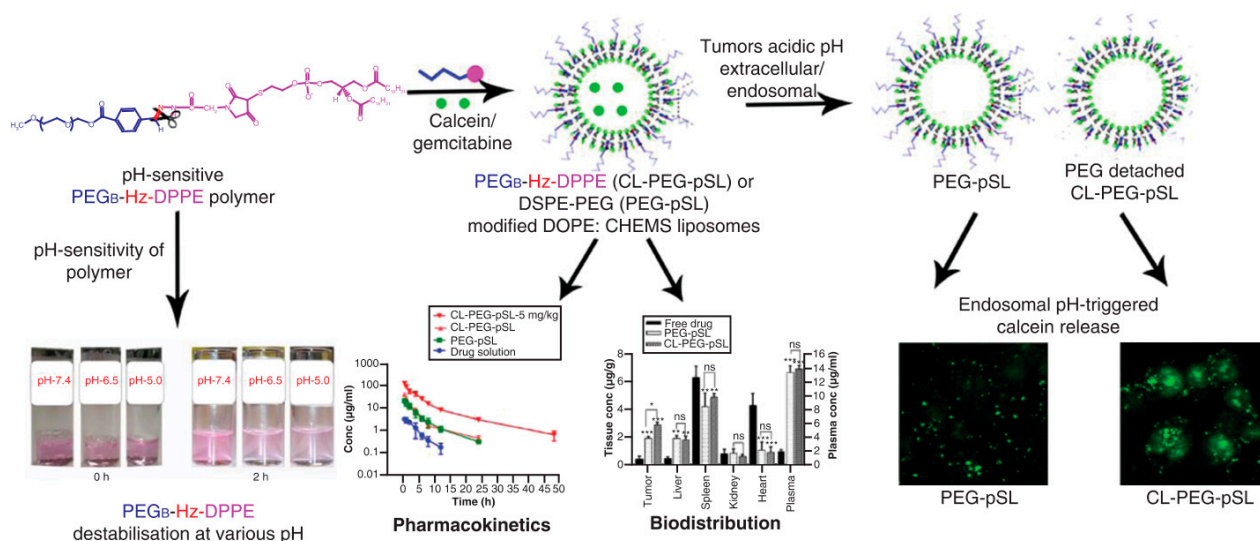 pH-sensitive
PEGB-Hz-DPPE polymer
pH-sensitivity of
polymer
Calcein/
gemcitabine
PEGB-Hz-DPPE (CL-PEG-pSL) or
DSPE-PEG (PEG-pSL)
modified DOPE: CHEMS liposomes
Tumors acidic pH
extracellular/
endosomal
PEG-pSL
PEG detached
CL-PEG-pSL
Endosomal pH-triggered
calcein release
PEG-pSL
CL-PEG-pSL
pH-7.4
pH-6.5
pH-5.0
pH-7.4
pH-6.5
pH-5.0
0 h
2 h
PEGB-Hz-DPPE
destabilisation at various pH
CL-PEG-pSL-5 mg/kg
CL-PEG-pSL
PEG-pSL
Drug solution
Conc (µg/ml)
1000
100
10
1
0.1
0.01
0 5 10 15 20 25 30 35 40 45 50
Time (h)
Pharmacokinetics
Free drug
PEG-pSL
CL-PEG-pSL
Tissue conc (µg/g)
8
6
4
2
0
Plasma conc (µg/ml)
16
14
12
10
8
6
4
2
0
*
ns
ns
ns
ns
ns
Tumor
Liver
Spleen
Kidney
Heart
Plasma
Biodistribution